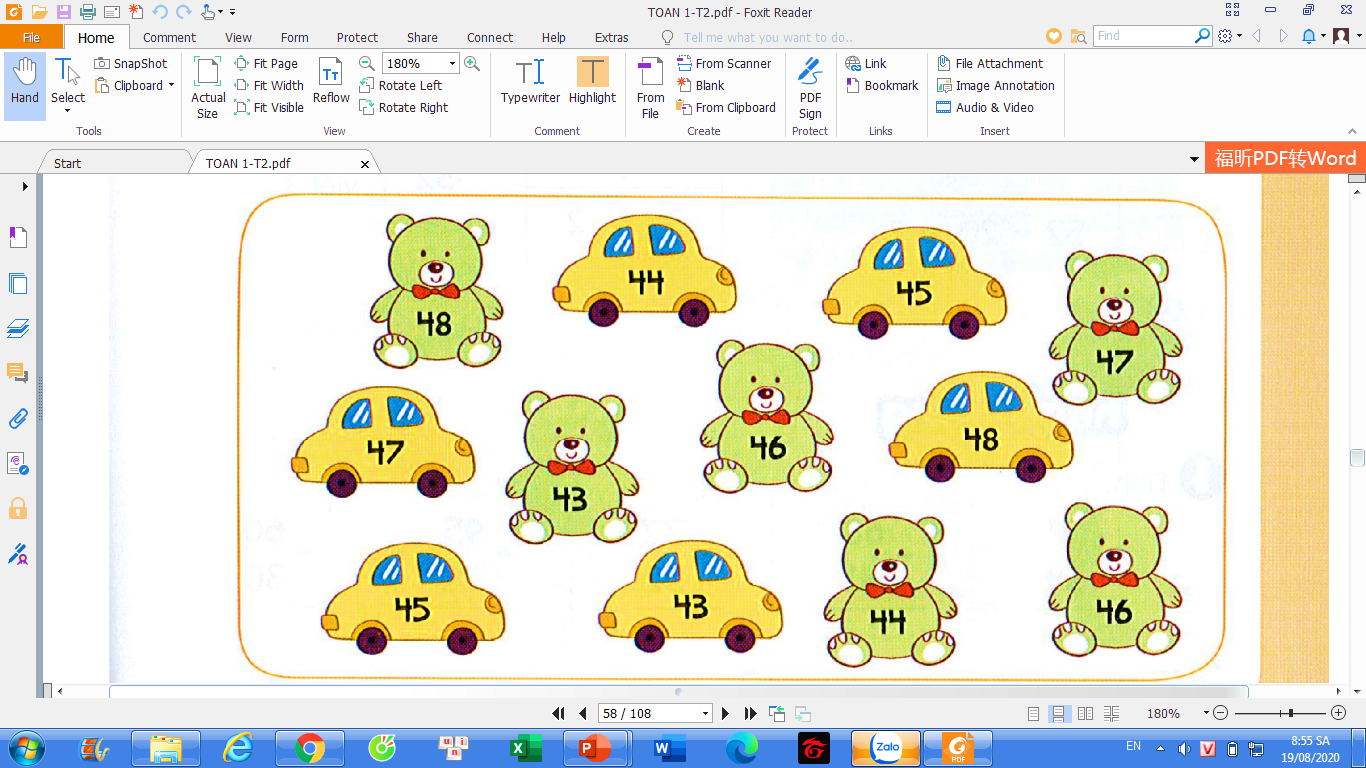 TOAN 1-T2.pdf - Foxit Reader
File Home Comment View Form Protect Share Connect Help Extras Tell me what you want to do.. Find
Hand
Select
SnapShot
Clipboard
Tools
Actual Size
Fit Page
Fit Width
Fit Visible
Reflow
180%
Rotate Left
Rotate Right
View
Typewriter
Highlight
Comment
From File
From Scanner
Blank
From Clipboard
Create
PDF Sign
Protect
Link
Bookmark
Links
File Attachment
Image Annotation
Audio & Video
Insert
Start
TOAN 1-T2.pdf
福昕PDF转Word
48 44 45 47
47 43 46 48
45 43 44 46
58 / 108
180%
Zalo
PDF
EN
8:55 SA
19/08/2020